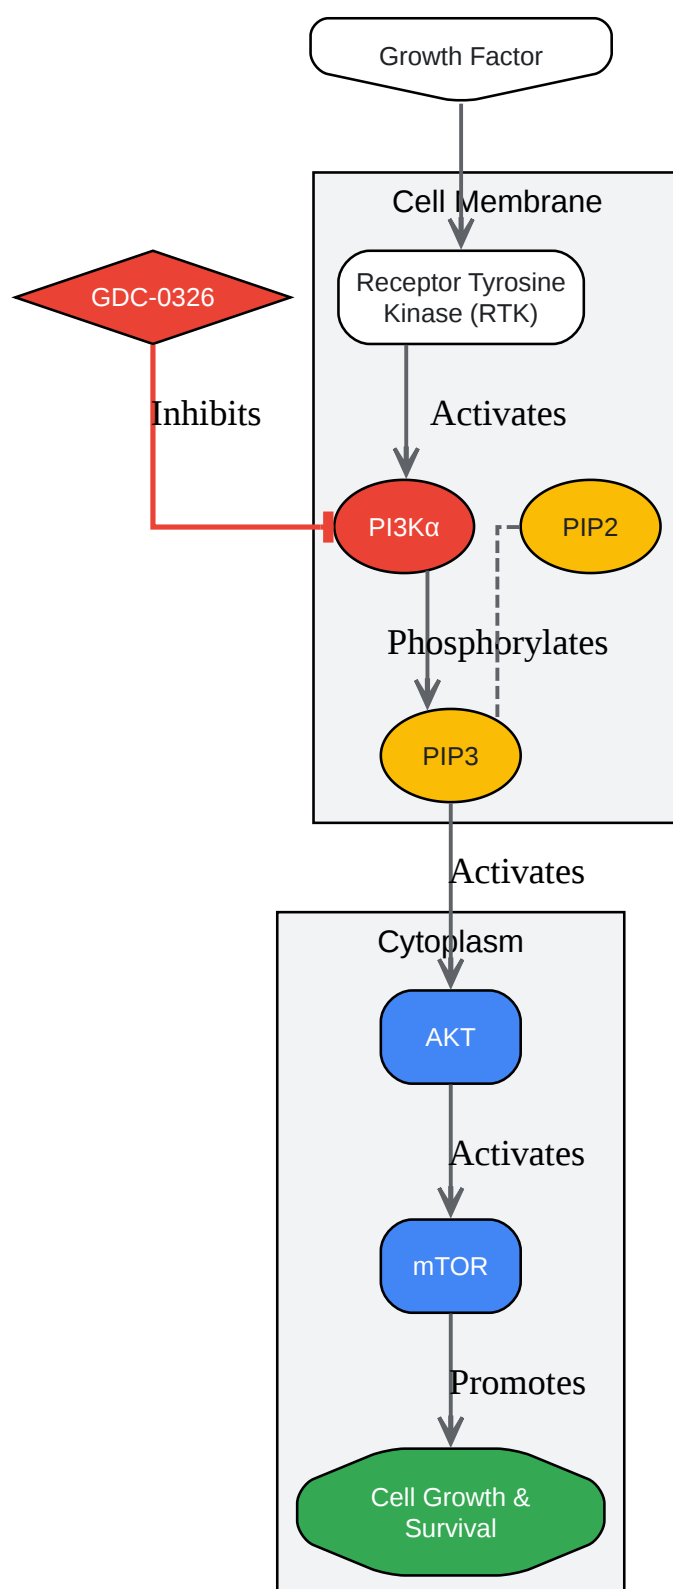 Growth Factor
Cell Membrane
GDC-0326
Receptor Tyrosine
Kinase (RTK)
Inhibits
Activates
PI3Kα
PIP2
Phosphorylates
PIP3
Activates
Cytoplasm
AKT
Activates
mTOR
Promotes
Cell Growth &
Survival